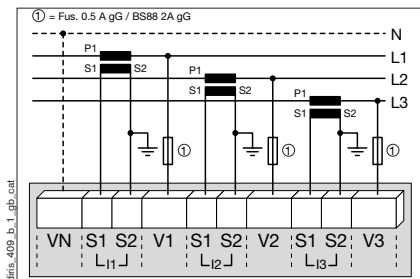 ① = Fus. 0.5 A gG / BS88 2A gG
N
P1 L1
S1 S2
P1 L2
S1 S2
P1 L3
S1 S2
① ① ①
VN S1 S2 V1 S1 S2 V2 S1 S2 V3
I1 I2 I3
diris_409_b_1_gb_cat